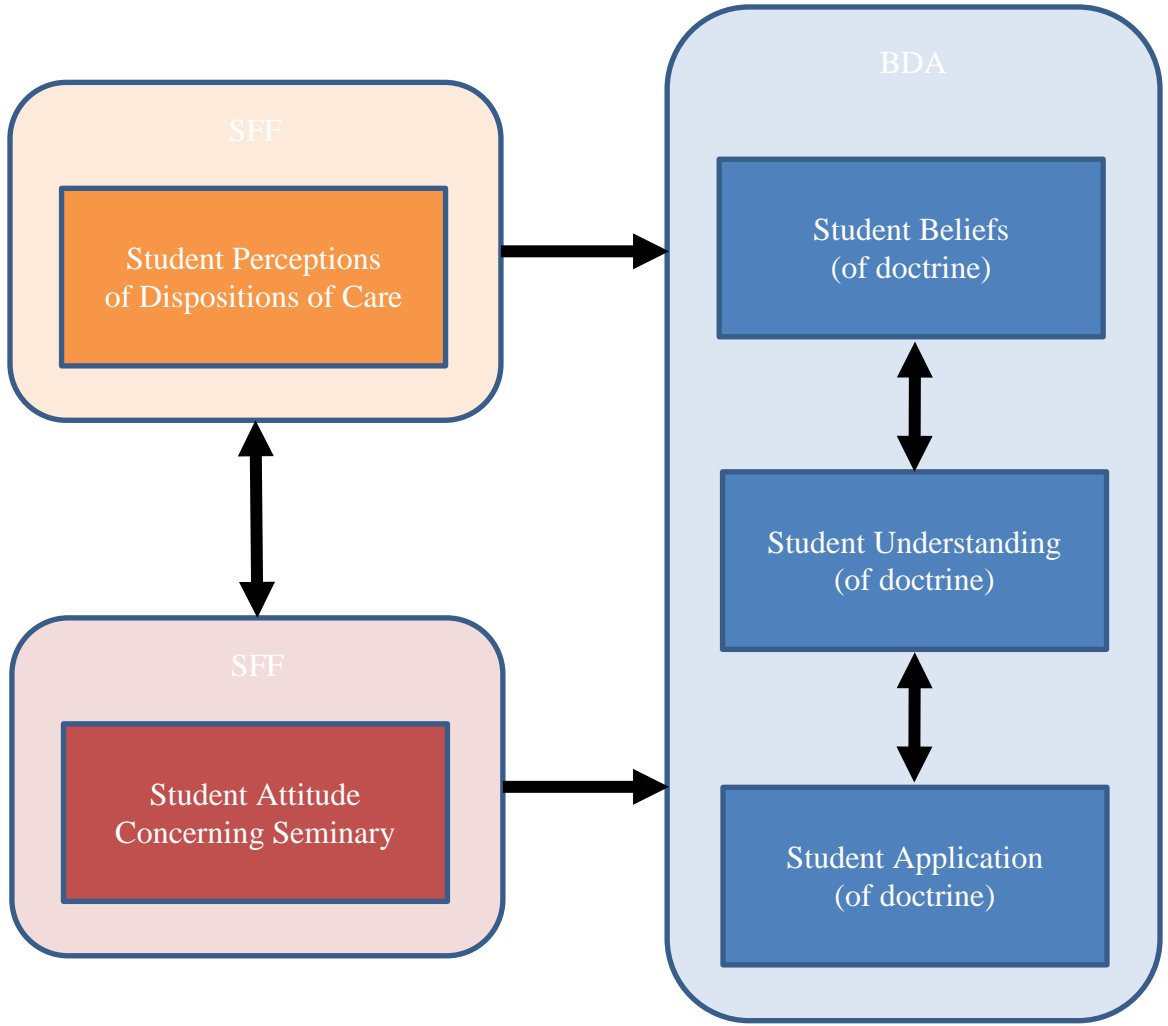 SFF
Student Perceptions
of Dispositions of Care
SFF
Student Attitude
Concerning Seminary
BDA
Student Beliefs
(of doctrine)
Student Understanding
(of doctrine)
Student Application
(of doctrine)